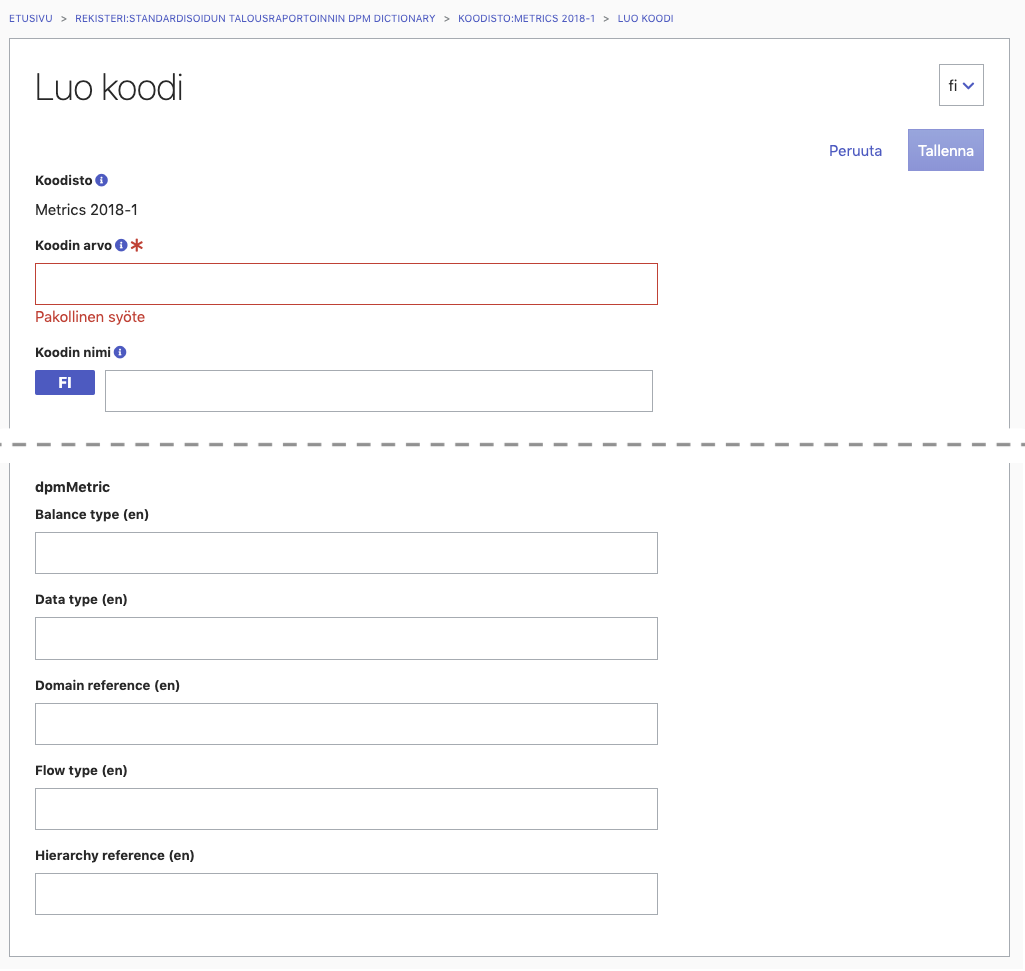 ETUSIVU > REKISTERI:STANDARDISOIDUN TALOUSRAPORTOINNIN DPM DICTIONARY > KOODISTO:METRICS 2018-1 > LUO KOODI
Luo koodi
fi
Peruuta
Tallenna
Koodisto
Metrics 2018-1
Koodin arvo
Pakollinen syöte
Koodin nimi
FI
dpmMetric
Balance type (en)
Data type (en)
Domain reference (en)
Flow type (en)
Hierarchy reference (en)